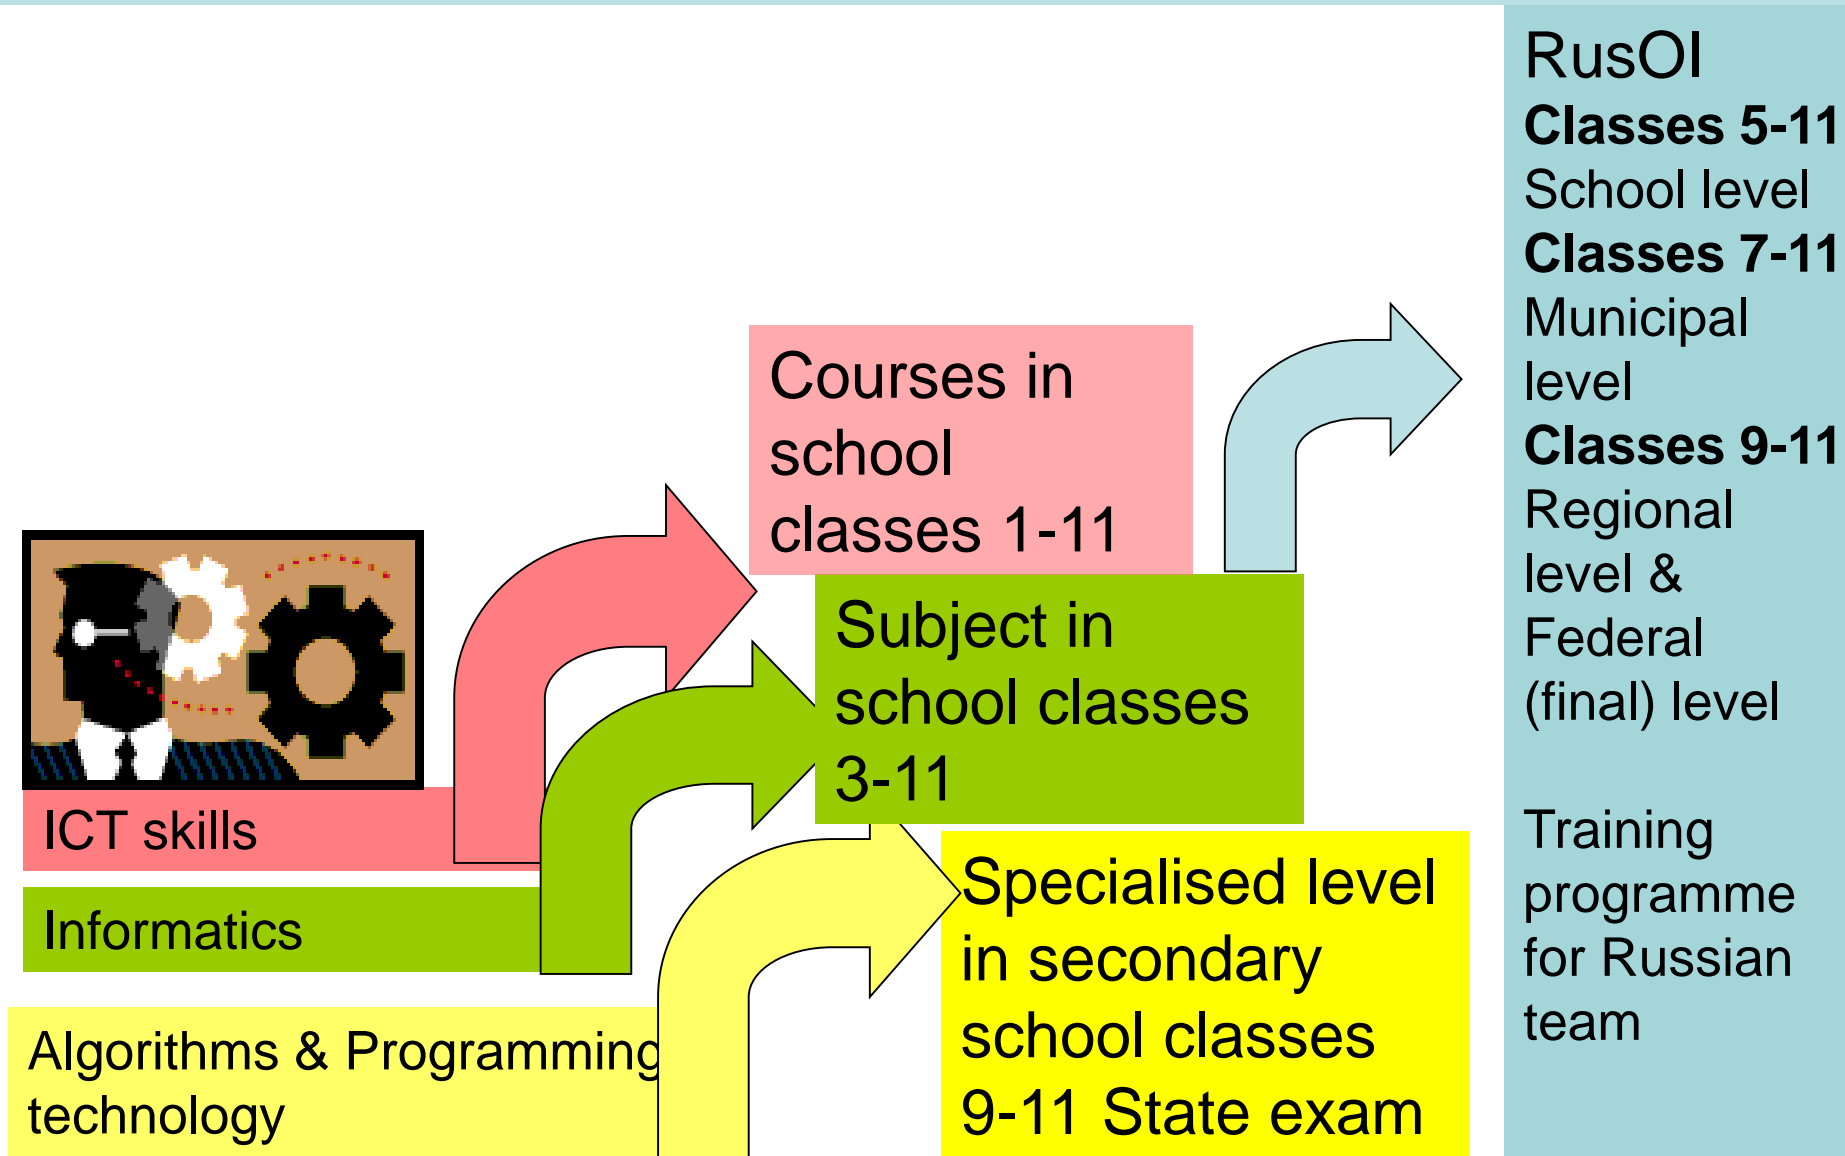 ICT skills
Informatics
Algorithms & Programming
technology
Courses in
school
classes 1-11
Subject in
school classes
3-11
Specialised level
in secondary
school classes
9-11 State exam
RusOI
Classes 5-11
School level
Classes 7-11
Municipal
level
Classes 9-11
Regional
level &
Federal
(final) level
Training
programme
for Russian
team